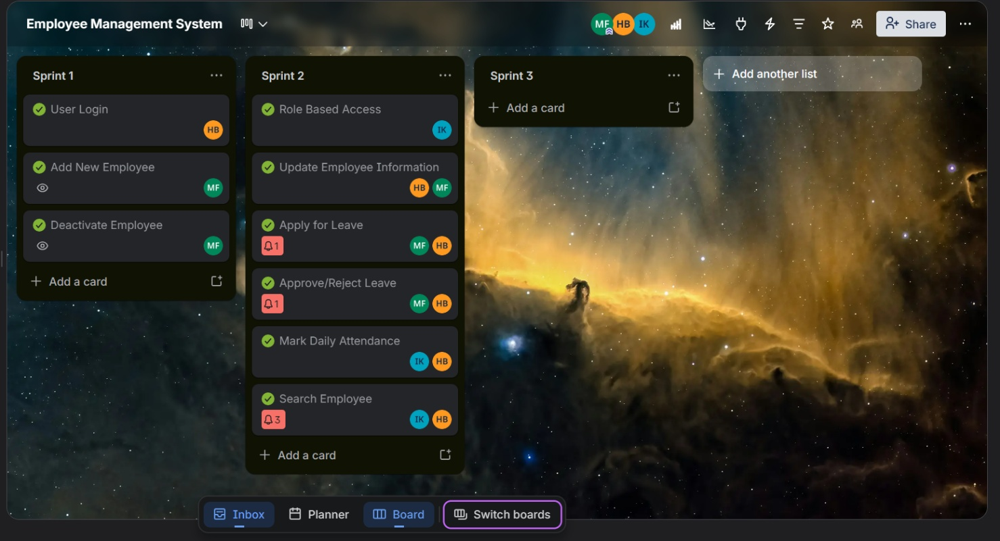 Employee Management System
MF HB IK
Share
Sprint 1
User Login
HB
Add New Employee
MF
Deactivate Employee
MF
Add a card
Sprint 2
Role Based Access
IK
Update Employee Information
HB MF
Apply for Leave
1 MF HB
Approve/Reject Leave
1 MF HB
Mark Daily Attendance
IK HB
Search Employee
3 IK HB
Add a card
Sprint 3
Add a card
Add another list
Inbox Planner Board Switch boards